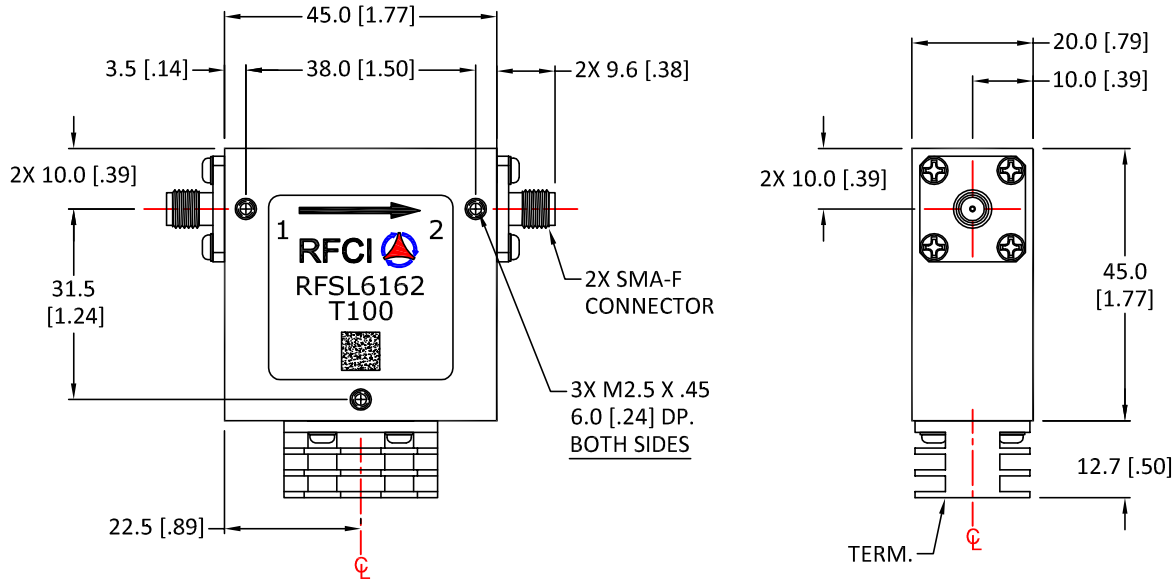 45.0 [1.77]
3.5 [.14]
38.0 [1.50]
2X 9.6 [.38]
2X 10.0 [.39]
1
2
RFCI
RFSL6162
T100
31.5
[1.24]
2X SMA-F
CONNECTOR
3X M2.5 X .45
6.0 [.24] DP.
BOTH SIDES
22.5 [.89]
CL
20.0 [.79]
10.0 [.39]
2X 10.0 [.39]
45.0
[1.77]
12.7 [.50]
TERM.
CL